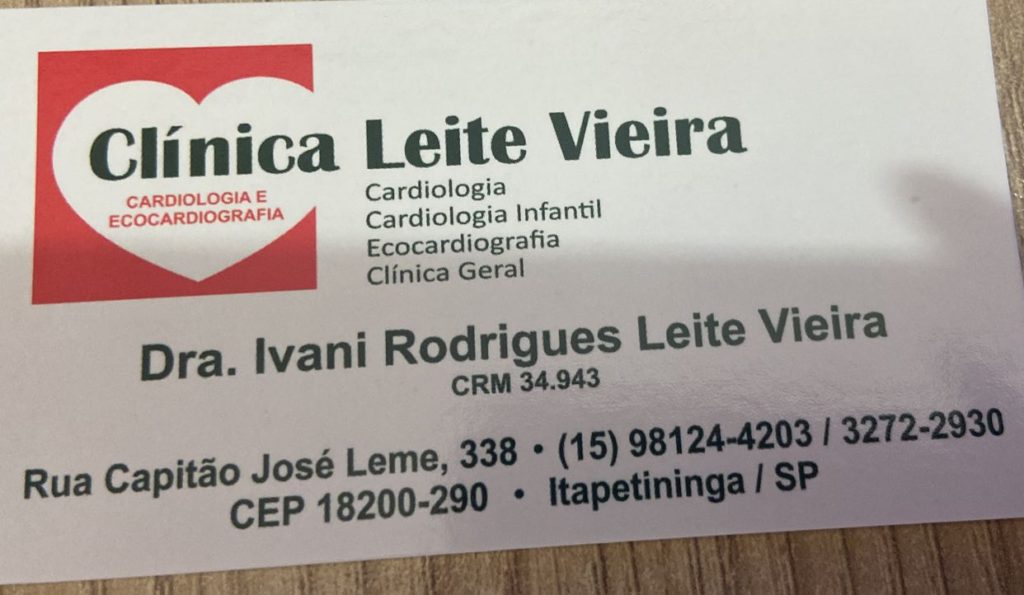 Clínica Leite Vieira
CARDIOLOGIA E
ECOCARDIOGRAFIA
Cardiologia
Cardiologia Infantil
Ecocardiografia
Clínica Geral
Dra. Ivani Rodrigues Leite Vieira
CRM 34.943
Rua Capitão José Leme, 338 • (15) 98124-4203 / 3272-2930
CEP 18200-290 • Itapetininga / SP